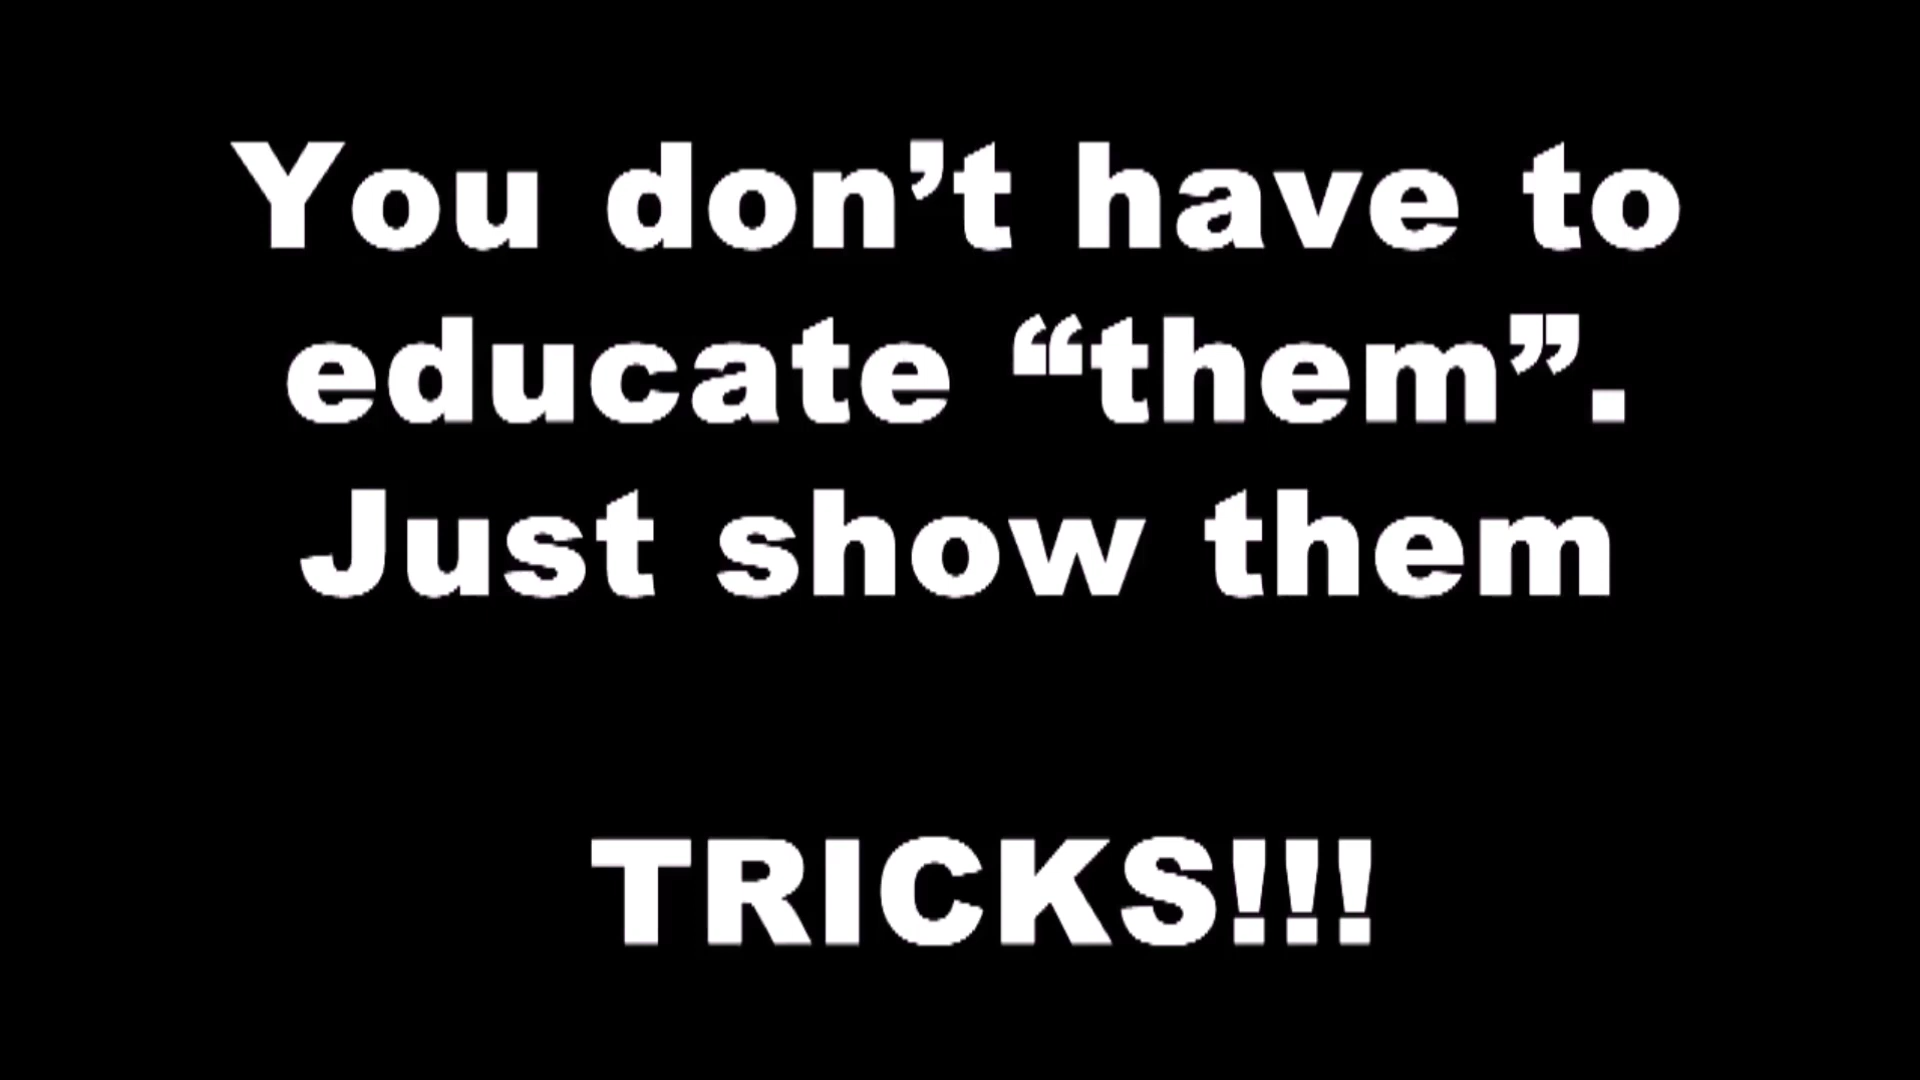 You don’t have to
educate “them”.
Just show them
TRICKS!!!